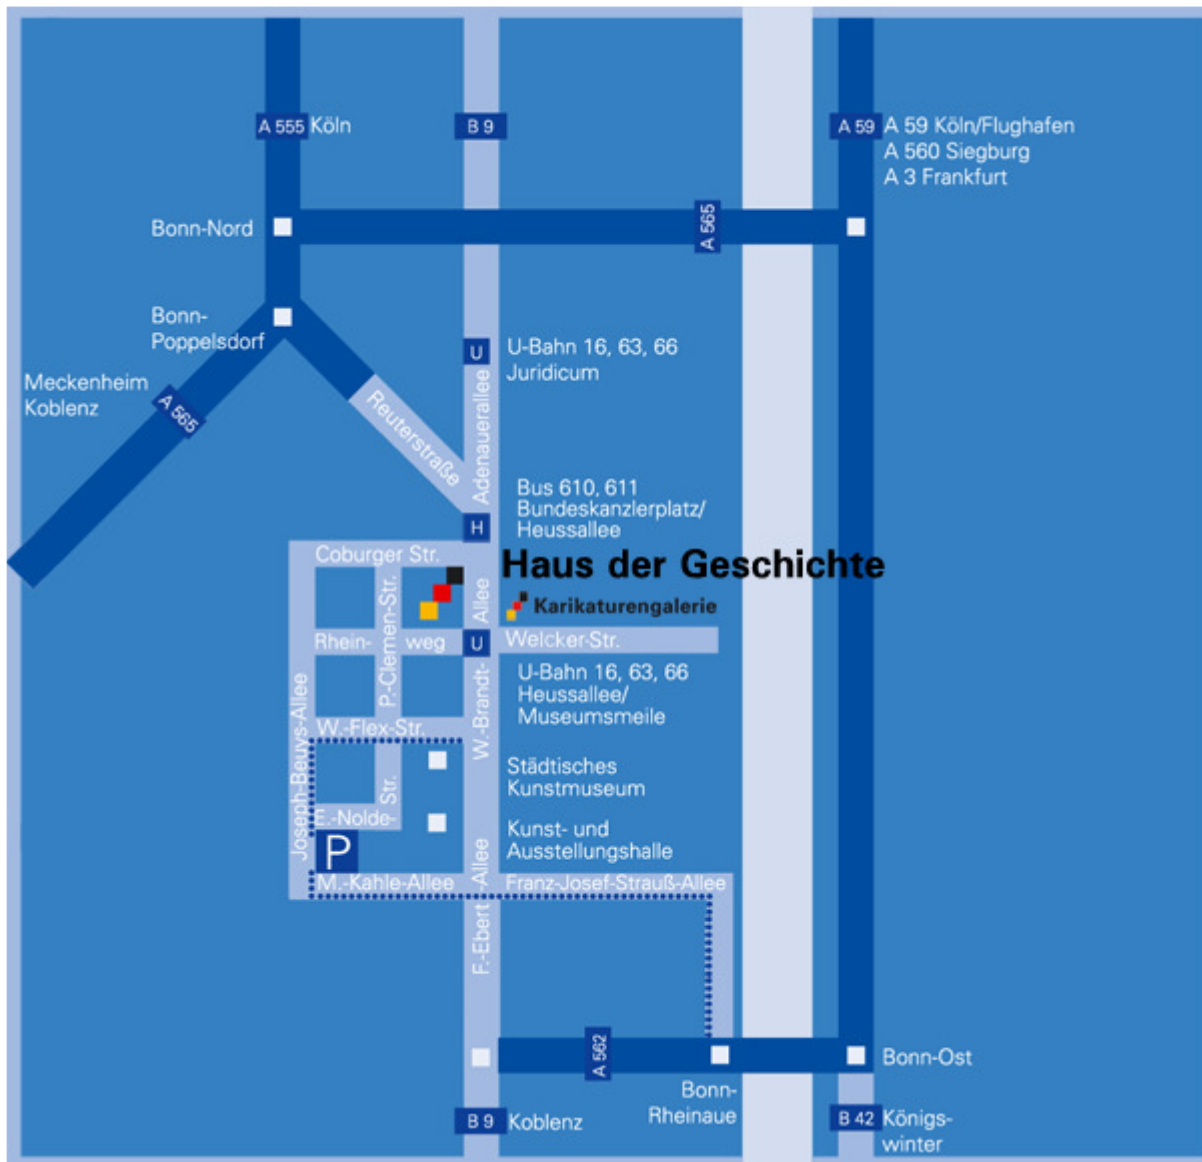 A 555 Köln
B 9
A 59
A 59 Köln/Flughafen
A 560 Siegburg
A 3 Frankfurt
Bonn-Nord
A 565
Bonn-
Poppelsdorf
Meckenheim
Koblenz
A 565
Reuterstraße
U
U-Bahn 16, 63, 66
Juridicum
Adenauerallee
Bus 610, 611
Bundeskanzlerplatz/
Heussallee
H
Coburger Str.
Haus der Geschichte
Karikaturengalerie
P.-Clemen-Str.
W.-Brandt-Allee
Rhein- weg
U
Welcker-Str.
U-Bahn 16, 63, 66
Heussallee/
Museumsmeile
Joseph-Beuys-Allee
W.-Flex-Str.
Städtisches
Kunstmuseum
E.-Nolde-Str.
Kunst- und
Ausstellungshalle
P
M.-Kahle-Allee
F.-Ebert-Allee
Franz-Josef-Strauß-Allee
A 562
Bonn-Ost
Bonn-
Rheinaue
B 9 Koblenz
B 42 Königs-
winter